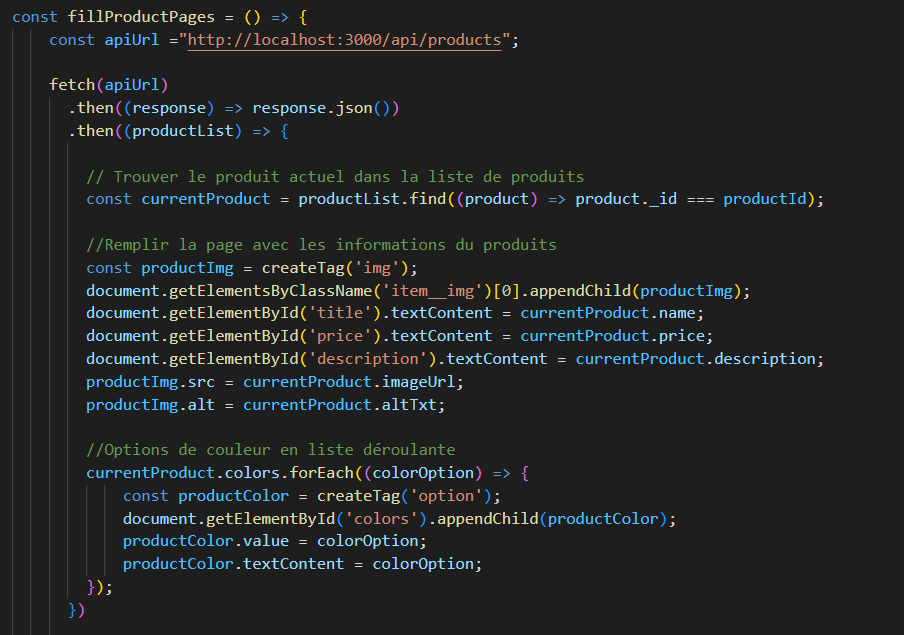 const fillProductPages = () => {
const apiUrl ="http://localhost:3000/api/products";
fetch(apiUrl)
.then((response) => response.json())
.then((productList) => {
// Trouver le produit actuel dans la liste de produits
const currentProduct = productList.find((product) => product._id === productId);
//Remplir la page avec les informations du produits
const productImg = createTag('img');
document.getElementsByClassName('item__img')[0].appendChild(productImg);
document.getElementById('title').textContent = currentProduct.name;
document.getElementById('price').textContent = currentProduct.price;
document.getElementById('description').textContent = currentProduct.description;
productImg.src = currentProduct.imageUrl;
productImg.alt = currentProduct.altTxt;
//Options de couleur en liste déroulante
currentProduct.colors.forEach((colorOption) => {
const productColor = createTag('option');
document.getElementById('colors').appendChild(productColor);
productColor.value = colorOption;
productColor.textContent = colorOption;
});
})